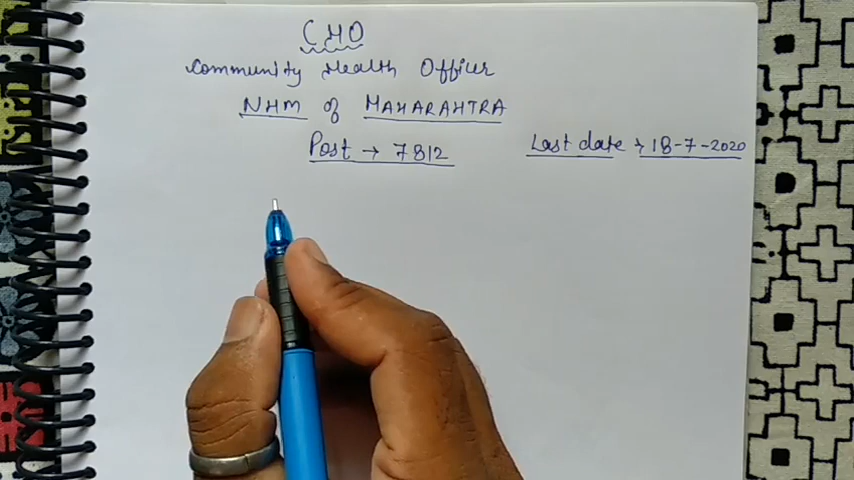 CHO
Community Health Officer
NHM of MAHARAHTRA
Post → 7812
Last date → 18-7-2020